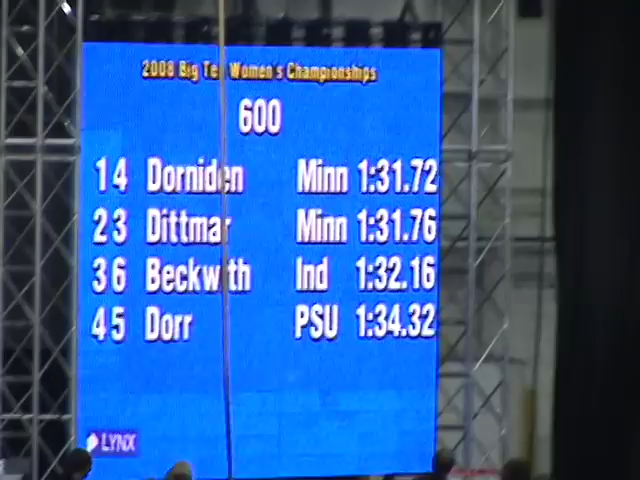 2008 Big Ten Women's Championships
600
1 4 Dorniden Minn 1:31.72
2 3 Dittmar Minn 1:31.76
3 6 Beckwith Ind 1:32.16
4 5 Dorr PSU 1:34.32
LYNX